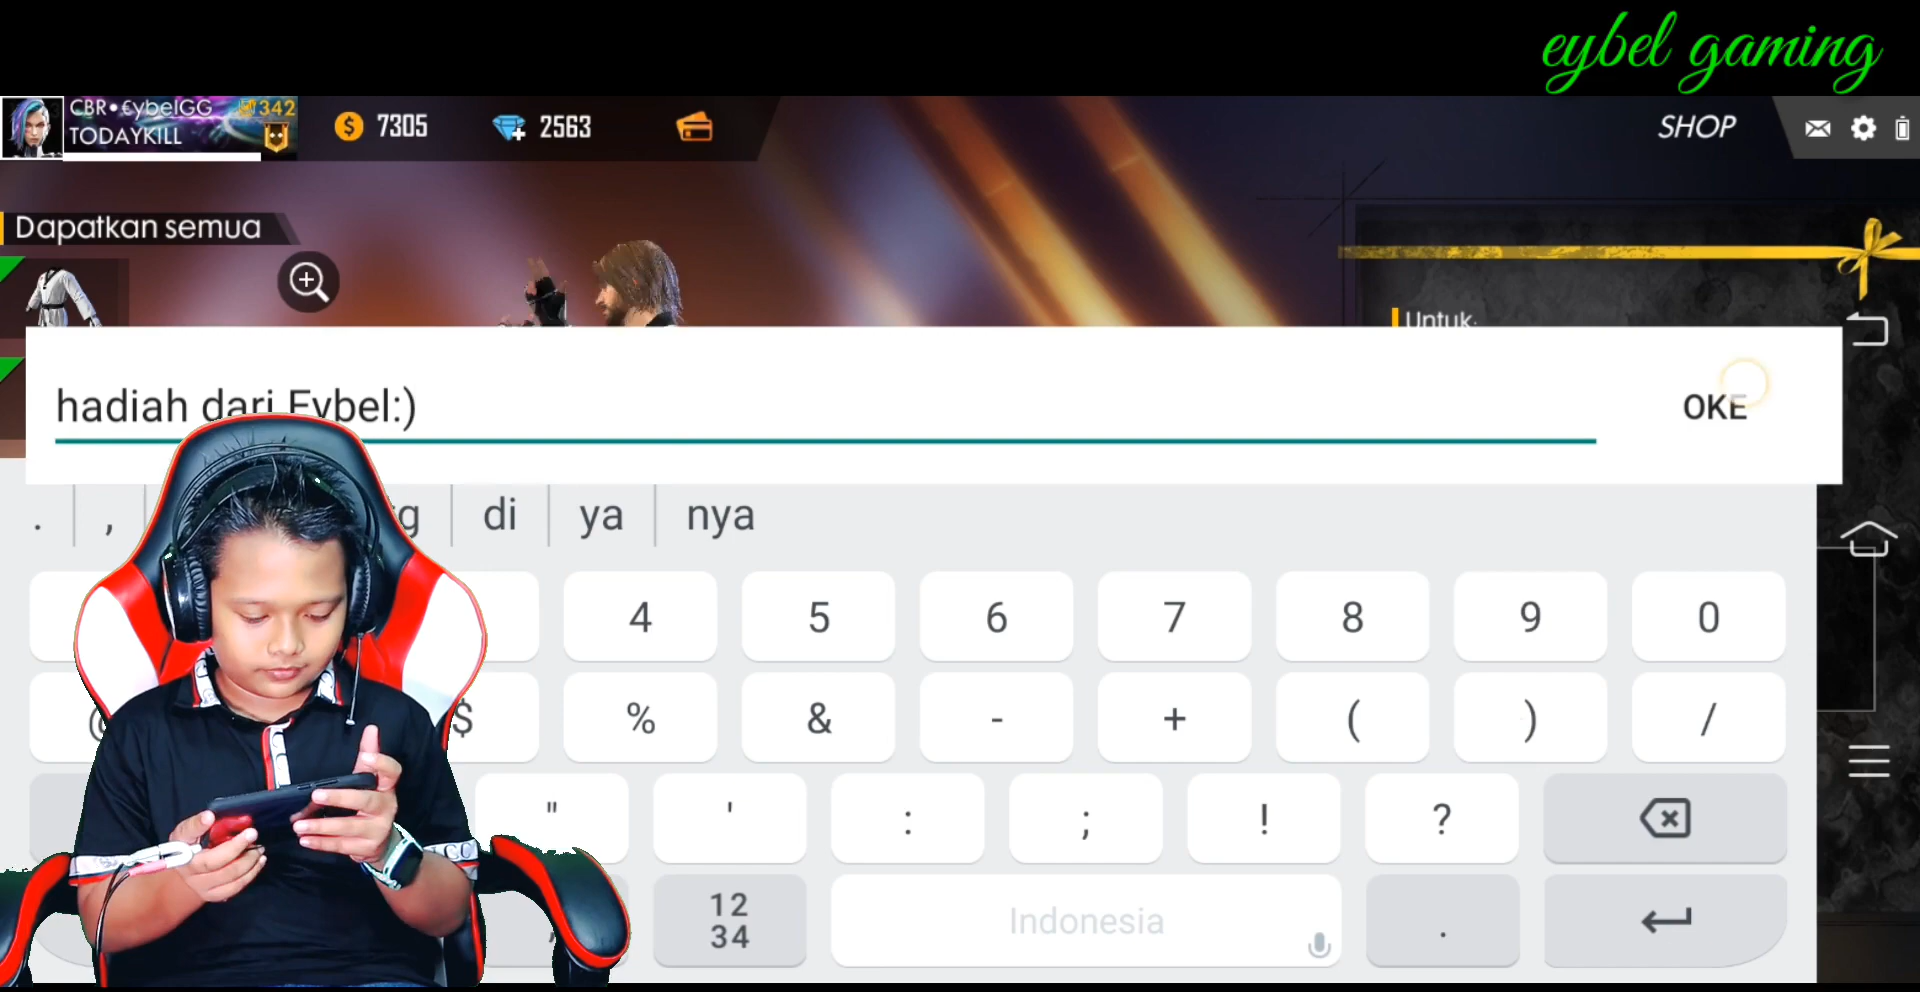 eybel gaming
CBR•€ybelGG
342
TODAYKILL
7305
2563
SHOP
Dapatkan semua
Untuk:
hadiah dari Eybel:)
OKE
. ,
di ya nya
4 5 6 7 8 9 0
$ % & - + ( ) /
" ' : ; ! ?
12
34
Indonesia
.